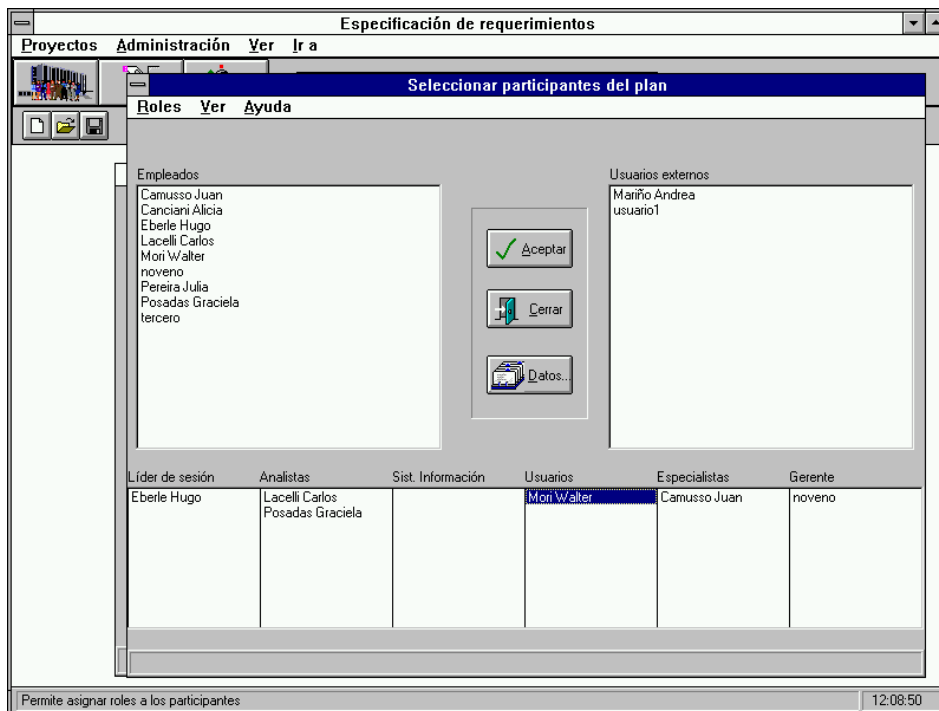 Especificación de requerimientos
Proyectos Administración Ver Ir a
Seleccionar participantes del plan
Roles Ver Ayuda
Empleados
Camusso Juan
Canciani Alicia
Eberle Hugo
Lacelli Carlos
Mori Walter
noveno
Pereira Julia
Posadas Graciela
tercero
Aceptar
Cerrar
Datos...
Usuarios externos
Mariño Andrea
usuario1
Líder de sesión Analistas Sist. Información Usuarios Especialistas Gerente
Eberle Hugo Lacelli Carlos Mori Walter Camusso Juan noveno
Posadas Graciela
Permite asignar roles a los participantes 12:08:50